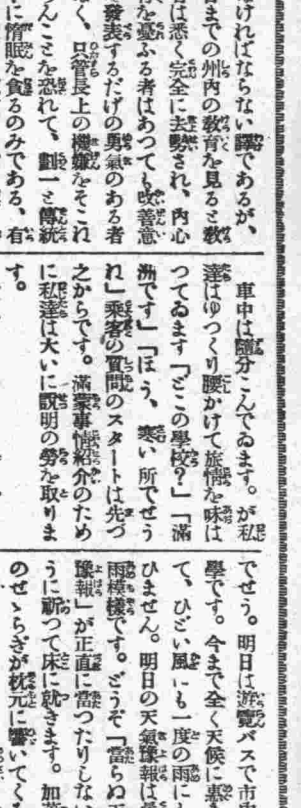 なければならない譯であるが、
日までの州内の教育を見ると教
育は悉く完全に去勢され、内心
を憂ふる者はあつても改善意
發表するだけの勇氣のある者
く、只管長上の機嫌をそこね
んことを恐れて、劃一と傳統
に惰眠を貪るのみである、有
車中は隨分こんでゐます。が私
達はゆつくり腰かけて旅情を味は
つてゐます「どこの學校？」「滿
洲です」「ほう、寒い所でせう
れ」乘客の質問のスタートは先づ
之からです。滿蒙事情紹介のため
に私達は大いに說明の勞を取りま
す。
でせう。明日は遊覽バスで市
學です。今まで全く天候に惠
て、ひどい風にも一度の雨に
ひません。明日の天氣豫報は
雨模樣です。どうぞ「當らぬ
豫報」が正直に當つたりしない
うに祈つて床に就きます。加
のせゝらぎが枕元に響いてく